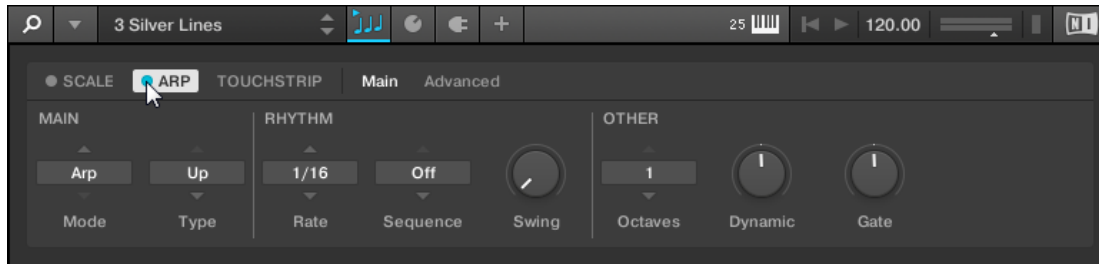 3 Silver Lines 25 120.00 NI
SCALE ARP TOUCHSTRIP Main Advanced
MAIN RHYTHM OTHER
Arp Up 1/16 Off 1
Mode Type Rate Sequence Swing Octaves Dynamic Gate